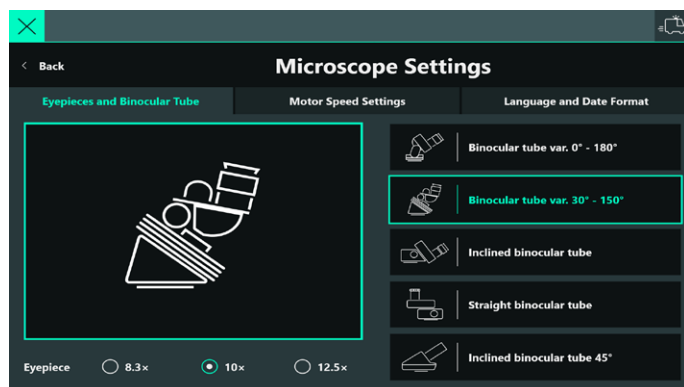 Back
Microscope Settings
Eyepieces and Binocular Tube
Motor Speed Settings
Language and Date Format
Binocular tube var. 0° - 180°
Binocular tube var. 30° - 150°
Inclined binocular tube
Straight binocular tube
Inclined binocular tube 45°
Eyepiece 8.3× 10× 12.5×